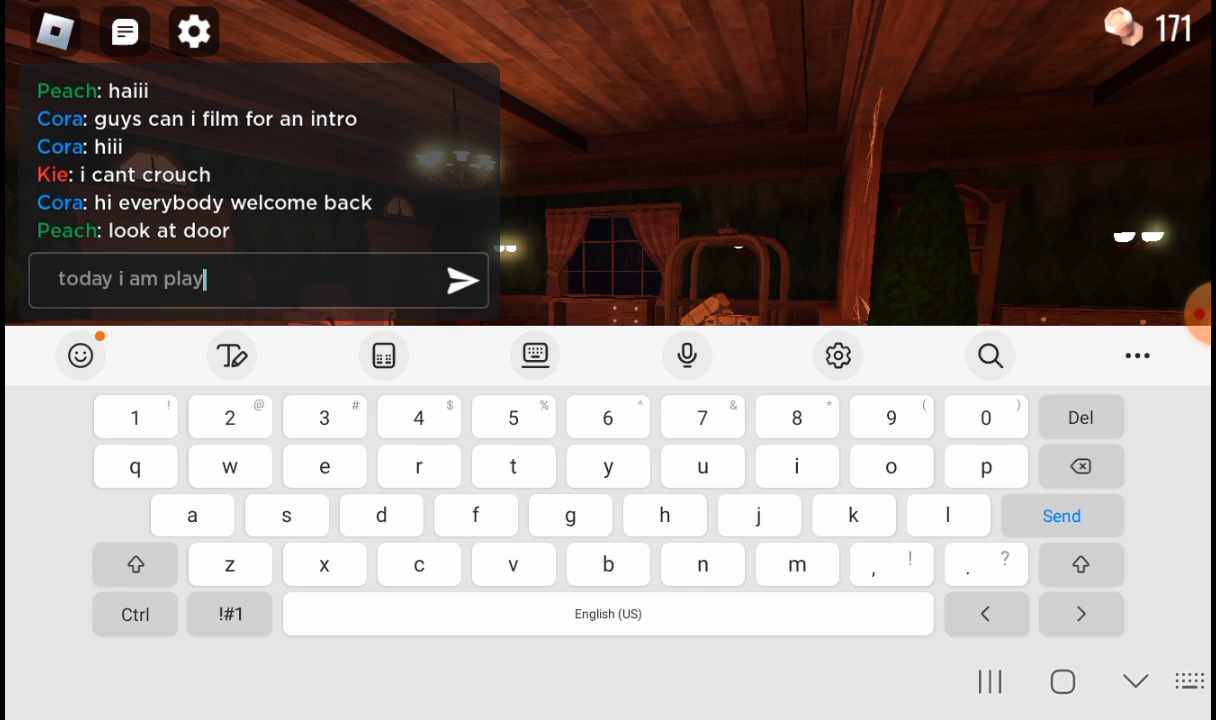 171
Peach: haiii
Cora: guys can i film for an intro
Cora: hiii
Kie: i cant crouch
Cora: hi everybody welcome back
Peach: look at door
today i am play
1 ! 2 @ 3 # 4 $ 5 % 6 ^ 7 & 8 * 9 ( 0 ) Del
q w e r t y u i o p
a s d f g h j k l Send
z x c v b n m , ! . ?
Ctrl !#1 English (US) < >